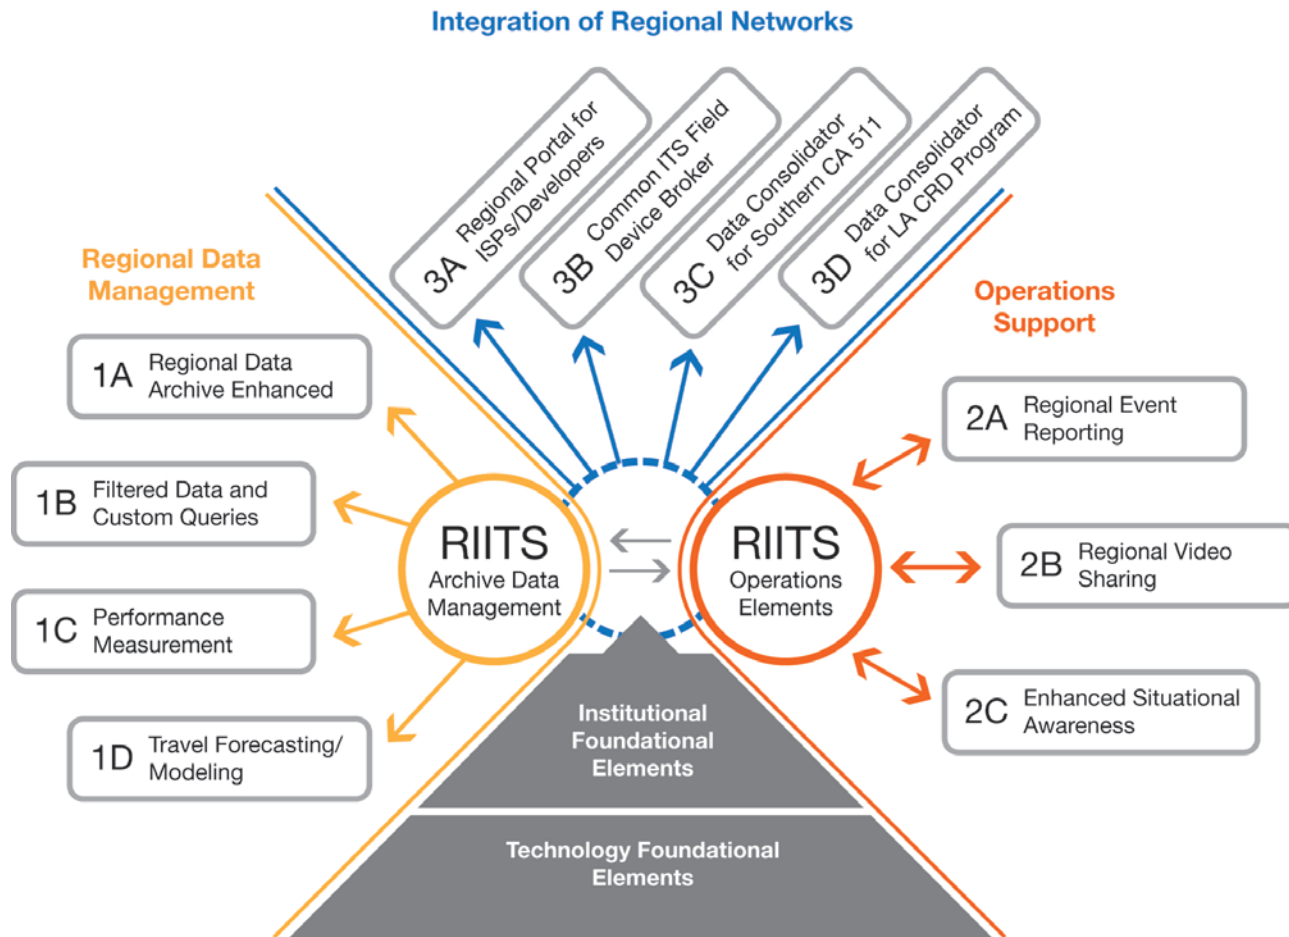 Integration of Regional Networks
3A Regional Portal for
ISPs/Developers
3B Common ITS Field
Device Broker
3C Data Consolidator
for Southern CA 511
3D Data Consolidator
for LA CRD Program
Regional Data
Management
1A Regional Data
Archive Enhanced
1B Filtered Data and
Custom Queries
1C Performance
Measurement
1D Travel Forecasting/
Modeling
RIITS
Archive Data
Management
RIITS
Operations
Elements
Operations
Support
2A Regional Event
Reporting
2B Regional Video
Sharing
2C Enhanced Situational
Awareness
Institutional
Foundational
Elements
Technology Foundational
Elements